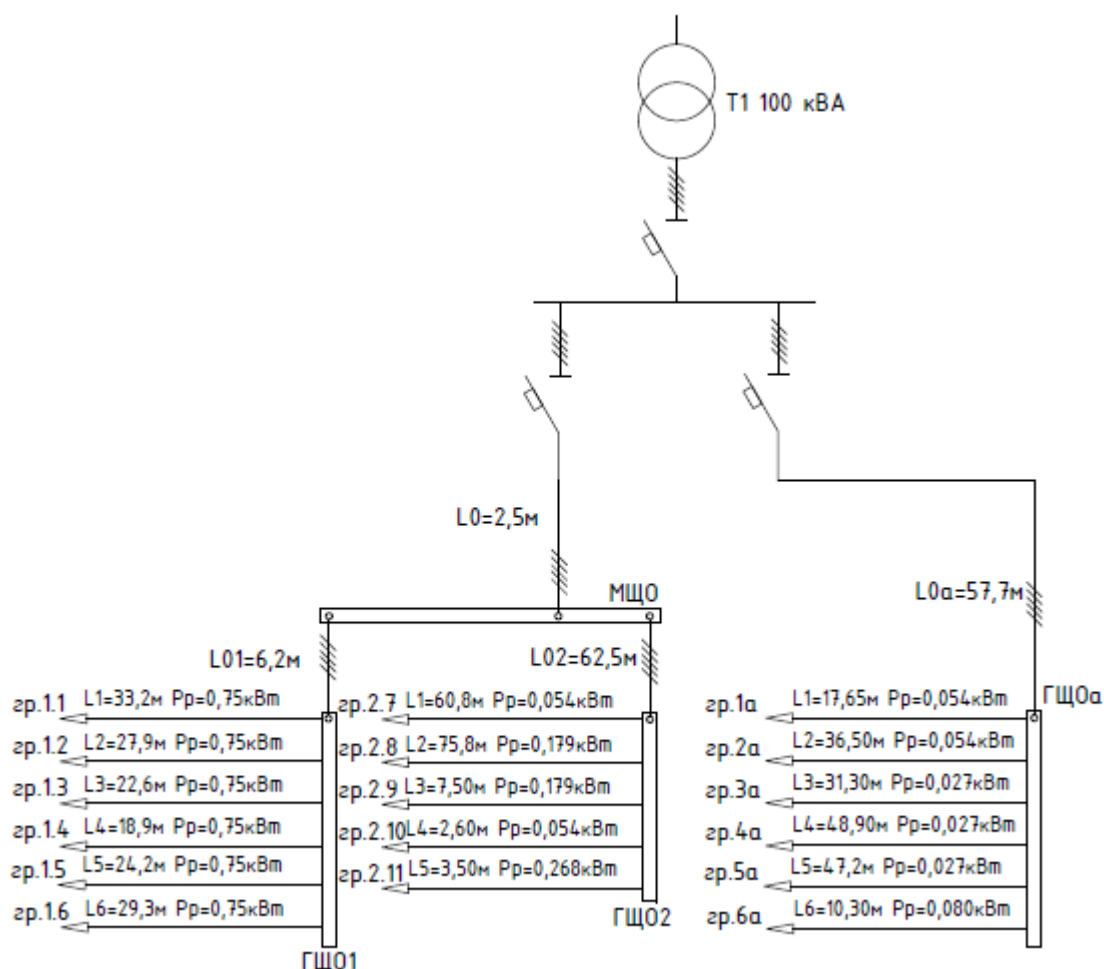 Т1 100 кВА
L0=2,5м
МЩО
L0а=57,7м
L01=6,2м
L02=62,5м
гр.1.1 L1=33,2м Рр=0,75кВт
гр.1.2 L2=27,9м Рр=0,75кВт
гр.1.3 L3=22,6м Рр=0,75кВт
гр.1.4 L4=18,9м Рр=0,75кВт
гр.1.5 L5=24,2м Рр=0,75кВт
гр.1.6 L6=29,3м Рр=0,75кВт
ГЩО1
гр.2.7 L1=60,8м Рр=0,054кВт
гр.2.8 L2=75,8м Рр=0,179кВт
гр.2.9 L3=7,50м Рр=0,179кВт
гр.2.10 L4=2,60м Рр=0,054кВт
гр.2.11 L5=3,50м Рр=0,268кВт
ГЩО2
ГЩОа
гр.1а L1=17,65м Рр=0,054кВт
гр.2а L2=36,50м Рр=0,054кВт
гр.3а L3=31,30м Рр=0,027кВт
гр.4а L4=48,90м Рр=0,027кВт
гр.5а L5=47,2м Рр=0,027кВт
гр.6а L6=10,30м Рр=0,080кВт